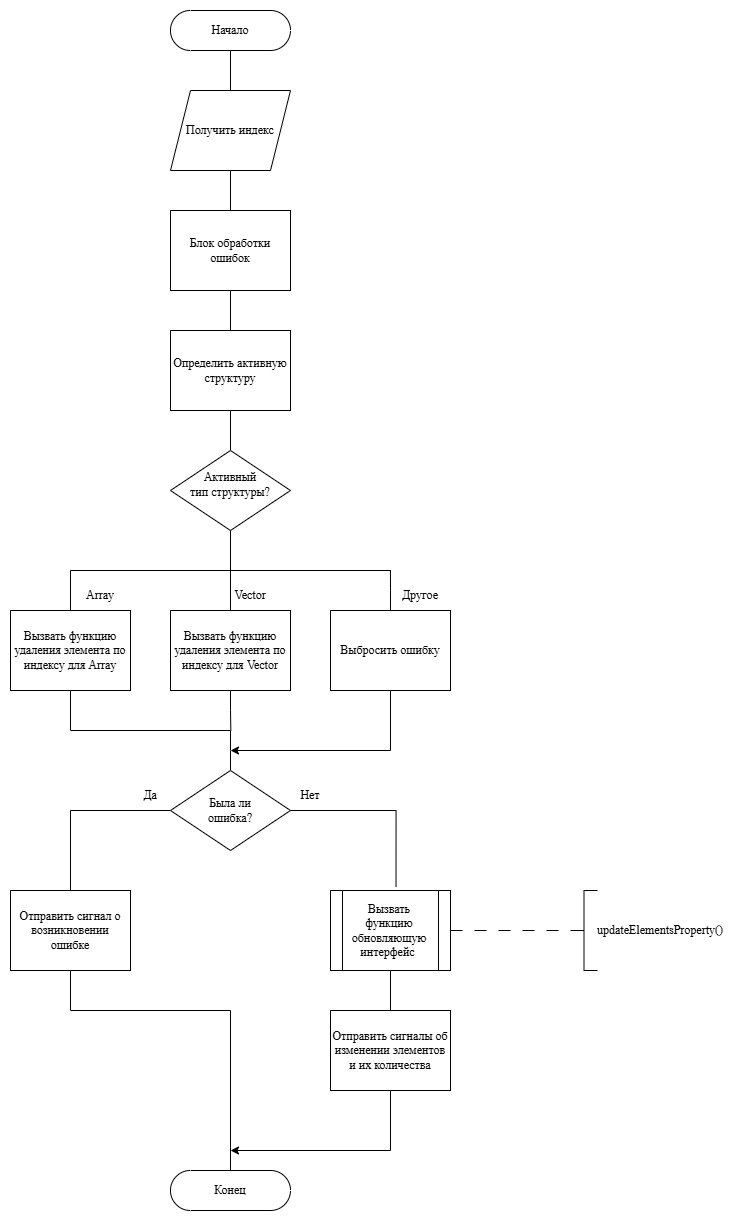 Начало
Получить индекс
Блок обработки
ошибок
Определить активную
структуру
Активный
тип структуры?
Array
Vector
Другое
Вызвать функцию
удаления элемента по
индексу для Array
Вызвать функцию
удаления элемента по
индексу для Vector
Выбросить ошибку
Была ли
ошибка?
Да
Нет
Отправить сигнал о
возникновении
ошибке
Вызвать
функцию
обновляющую
интерфейс
updateElementsProperty()
Отправить сигналы об
изменении элементов
и их количества
Конец